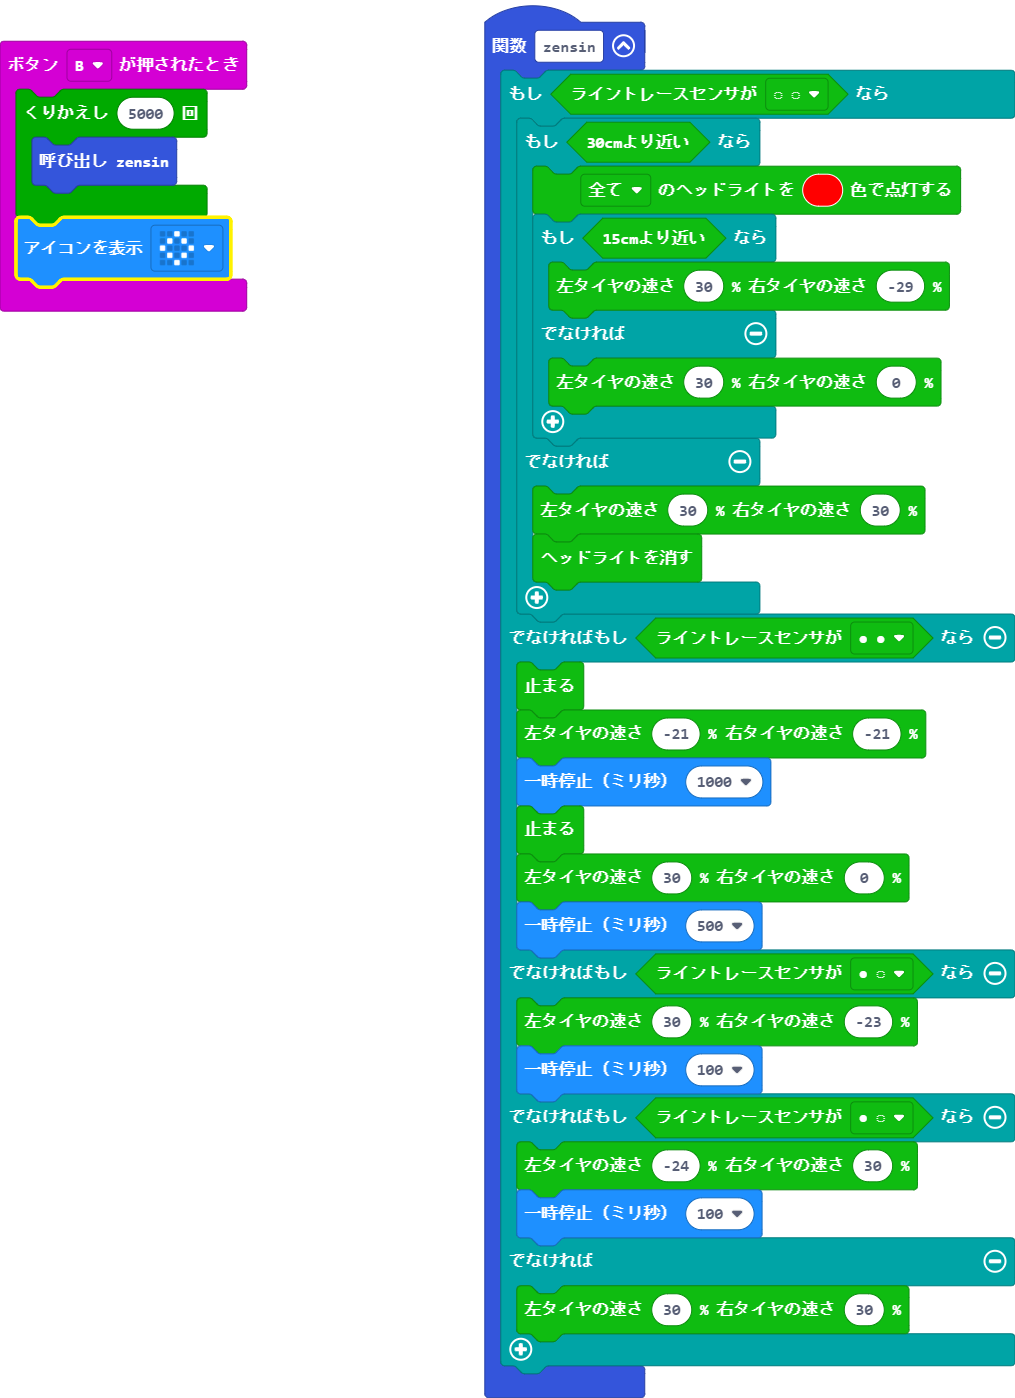 ボタン B が押されたとき
くりかえし 5000 回
呼び出し zensin
アイコンを表示
関数 zensin
もし ライントレースセンサが ◌ ◌ なら
もし 30cmより近い なら
全て のヘッドライトを 色で点灯する
もし 15cmより近い なら
左タイヤの速さ 30 % 右タイヤの速さ -29 %
でなければ
左タイヤの速さ 30 % 右タイヤの速さ 0 %
でなければ
左タイヤの速さ 30 % 右タイヤの速さ 30 %
ヘッドライトを消す
でなければもし ライントレースセンサが ● ● なら
止まる
左タイヤの速さ -21 % 右タイヤの速さ -21 %
一時停止（ミリ秒） 1000
止まる
左タイヤの速さ 30 % 右タイヤの速さ 0 %
一時停止（ミリ秒） 500
でなければもし ライントレースセンサが ● ◌ なら
左タイヤの速さ 30 % 右タイヤの速さ -23 %
一時停止（ミリ秒） 100
でなければもし ライントレースセンサが ● ◌ なら
左タイヤの速さ -24 % 右タイヤの速さ 30 %
一時停止（ミリ秒） 100
でなければ
左タイヤの速さ 30 % 右タイヤの速さ 30 %